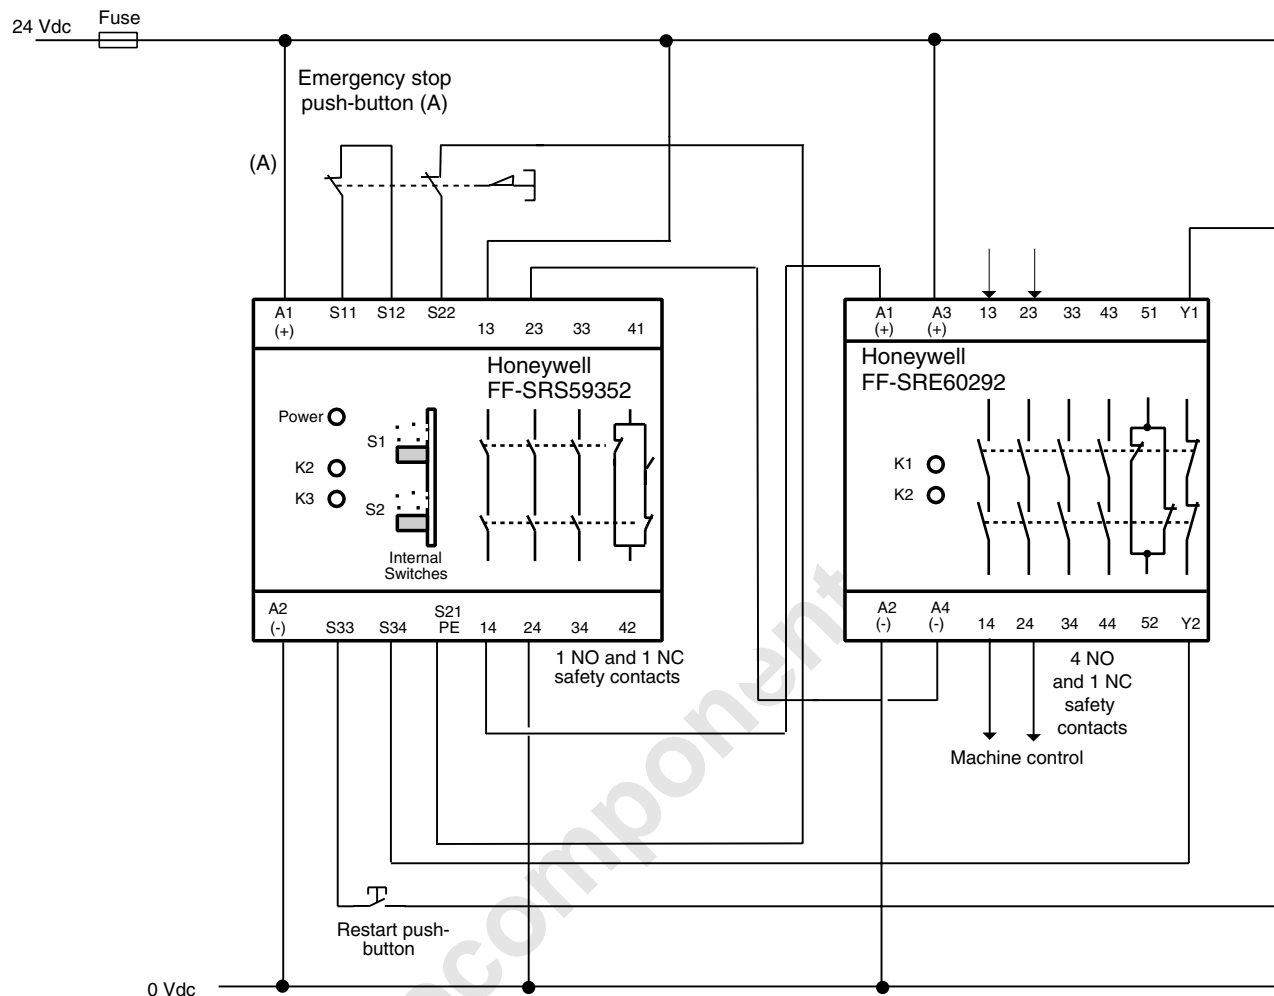 Fuse
24 Vdc
Emergency stop
push-button (A)
(A)
A1 S11 S12 S22
(+)
13 23 33 41
Honeywell
FF-SRS59352
Power
S1
K2
K3
S2
Internal
Switches
A2
(-)
S33 S34
S21
PE
14 24 34 42
1 NO and 1 NC
safety contacts
A1 A3 13 23 33 43 51 Y1
(+) (+)
Honeywell
FF-SRE60292
K1
K2
A2 A4
(-) (-)
14 24 34 44 52 Y2
4 NO
and 1 NC
safety
contacts
Machine control
Restart push-
button
0 Vdc
component